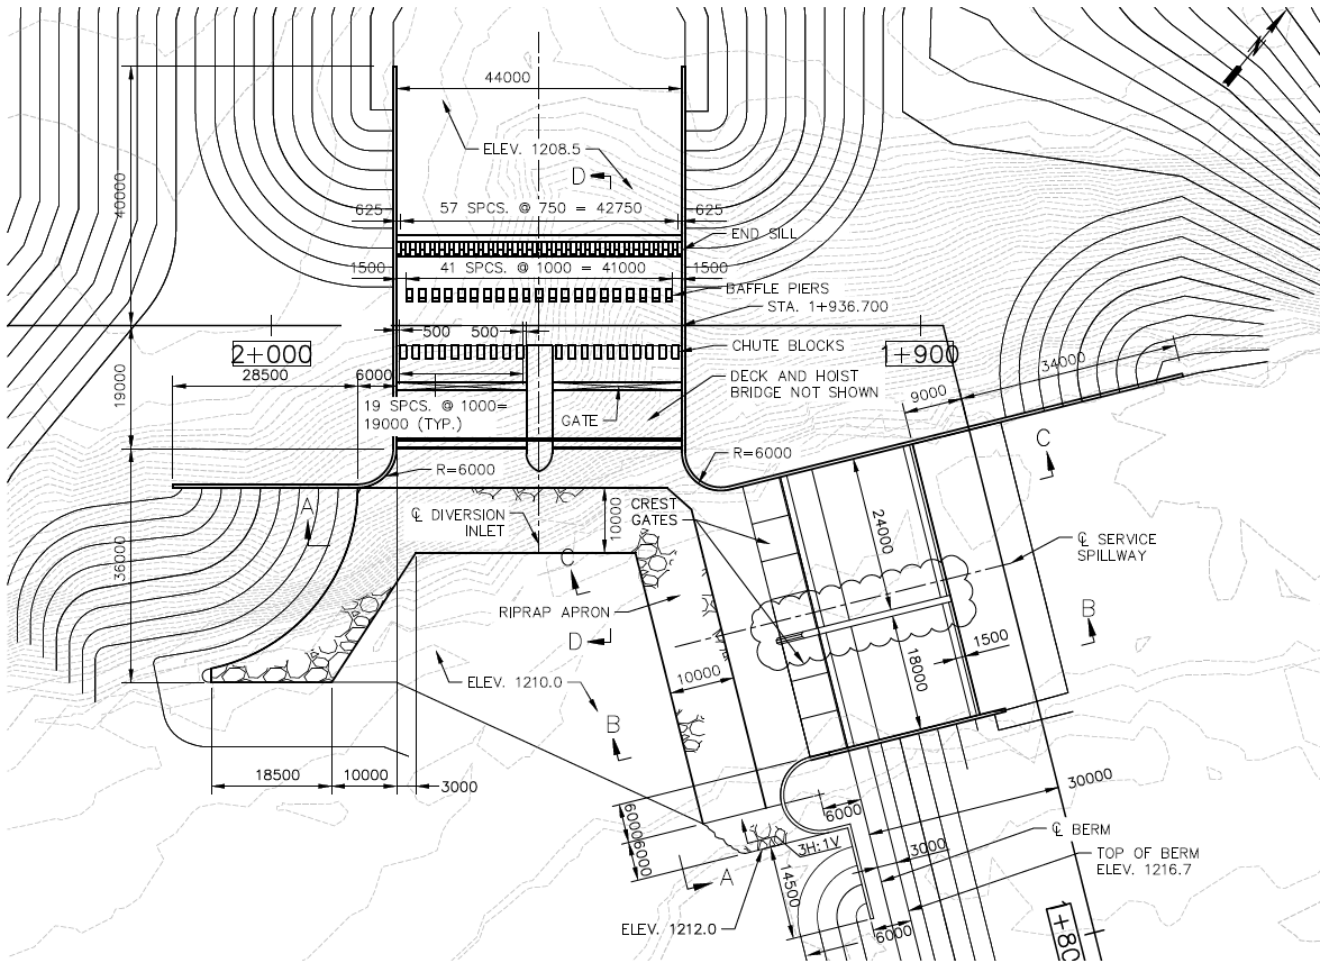 N
44000
ELEV. 1208.5
D
40000
625
57 SPCS. @ 750 = 42750
625
END SILL
1500
41 SPCS. @ 1000 = 41000
1500
BAFFLE PIERS
STA. 1+936.700
500
500
2+000
CHUTE BLOCKS
1+900
34000
28500
6000
19000
DECK AND HOIST
BRIDGE NOT SHOWN
9000
19 SPCS. @ 1000=
19000 (TYP.)
GATE
C
R=6000
R=6000
A
℄ DIVERSION
INLET
10000
CREST
GATES
24000
℄ SERVICE
SPILLWAY
36000
C
RIPRAP APRON
B
D
1500
18000
10000
ELEV. 1210.0
B
18500
10000
3000
30000
6000
6000
6000
℄ BERM
3H:1V
3000
TOP OF BERM
ELEV. 1216.7
A
14500
ELEV. 1212.0
6000
1+80